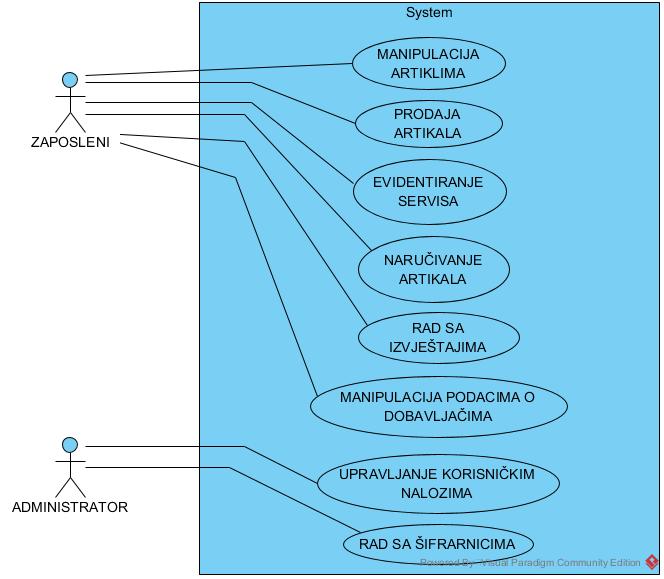 System
MANIPULACIJA
ARTIKLIMA
PRODAJA
ARTIKALA
ZAPOSLENI
EVIDENTIRANJE
SERVISA
NARUČIVANJE
ARTIKALA
RAD SA
IZVJEŠTAJIMA
MANIPULACIJA PODACIMA O
DOBAVLJAČIMA
UPRAVLJANJE KORISNIČKIM
NALOZIMA
ADMINISTRATOR
RAD SA ŠIFRARNICIMA
Powered By Visual Paradigm Community Edition